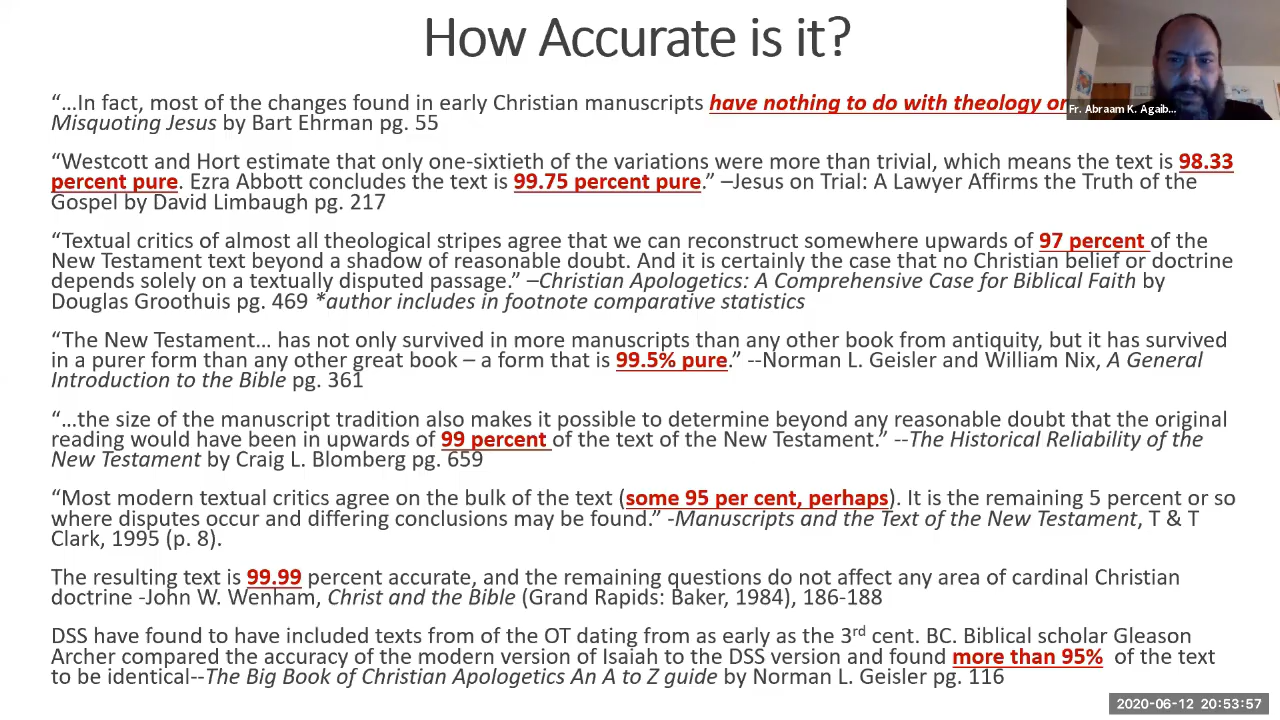 How Accurate is it?
“…In fact, most of the changes found in early Christian manuscripts have nothing to do with theology or
Misquoting Jesus by Bart Ehrman pg. 55
“Westcott and Hort estimate that only one-sixtieth of the variations were more than trivial, which means the text is 98.33
percent pure. Ezra Abbott concludes the text is 99.75 percent pure.” –Jesus on Trial: A Lawyer Affirms the Truth of the
Gospel by David Limbaugh pg. 217
“Textual critics of almost all theological stripes agree that we can reconstruct somewhere upwards of 97 percent of the
New Testament text beyond a shadow of reasonable doubt. And it is certainly the case that no Christian belief or doctrine
depends solely on a textually disputed passage.” –Christian Apologetics: A Comprehensive Case for Biblical Faith by
Douglas Groothuis pg. 469 *author includes in footnote comparative statistics
“The New Testament… has not only survived in more manuscripts than any other book from antiquity, but it has survived
in a purer form than any other great book – a form that is 99.5% pure.” --Norman L. Geisler and William Nix, A General
Introduction to the Bible pg. 361
“…the size of the manuscript tradition also makes it possible to determine beyond any reasonable doubt that the original
reading would have been in upwards of 99 percent of the text of the New Testament.” --The Historical Reliability of the
New Testament by Craig L. Blomberg pg. 659
“Most modern textual critics agree on the bulk of the text (some 95 per cent, perhaps). It is the remaining 5 percent or so
where disputes occur and differing conclusions may be found.” -Manuscripts and the Text of the New Testament, T & T
Clark, 1995 (p. 8).
The resulting text is 99.99 percent accurate, and the remaining questions do not affect any area of cardinal Christian
doctrine -John W. Wenham, Christ and the Bible (Grand Rapids: Baker, 1984), 186-188
DSS have found to have included texts from of the OT dating from as early as the 3rd cent. BC. Biblical scholar Gleason
Archer compared the accuracy of the modern version of Isaiah to the DSS version and found more than 95% of the text
to be identical--The Big Book of Christian Apologetics An A to Z guide by Norman L. Geisler pg. 116
Fr. Abraam K. Agaib...
2020-06-12 20:53:57